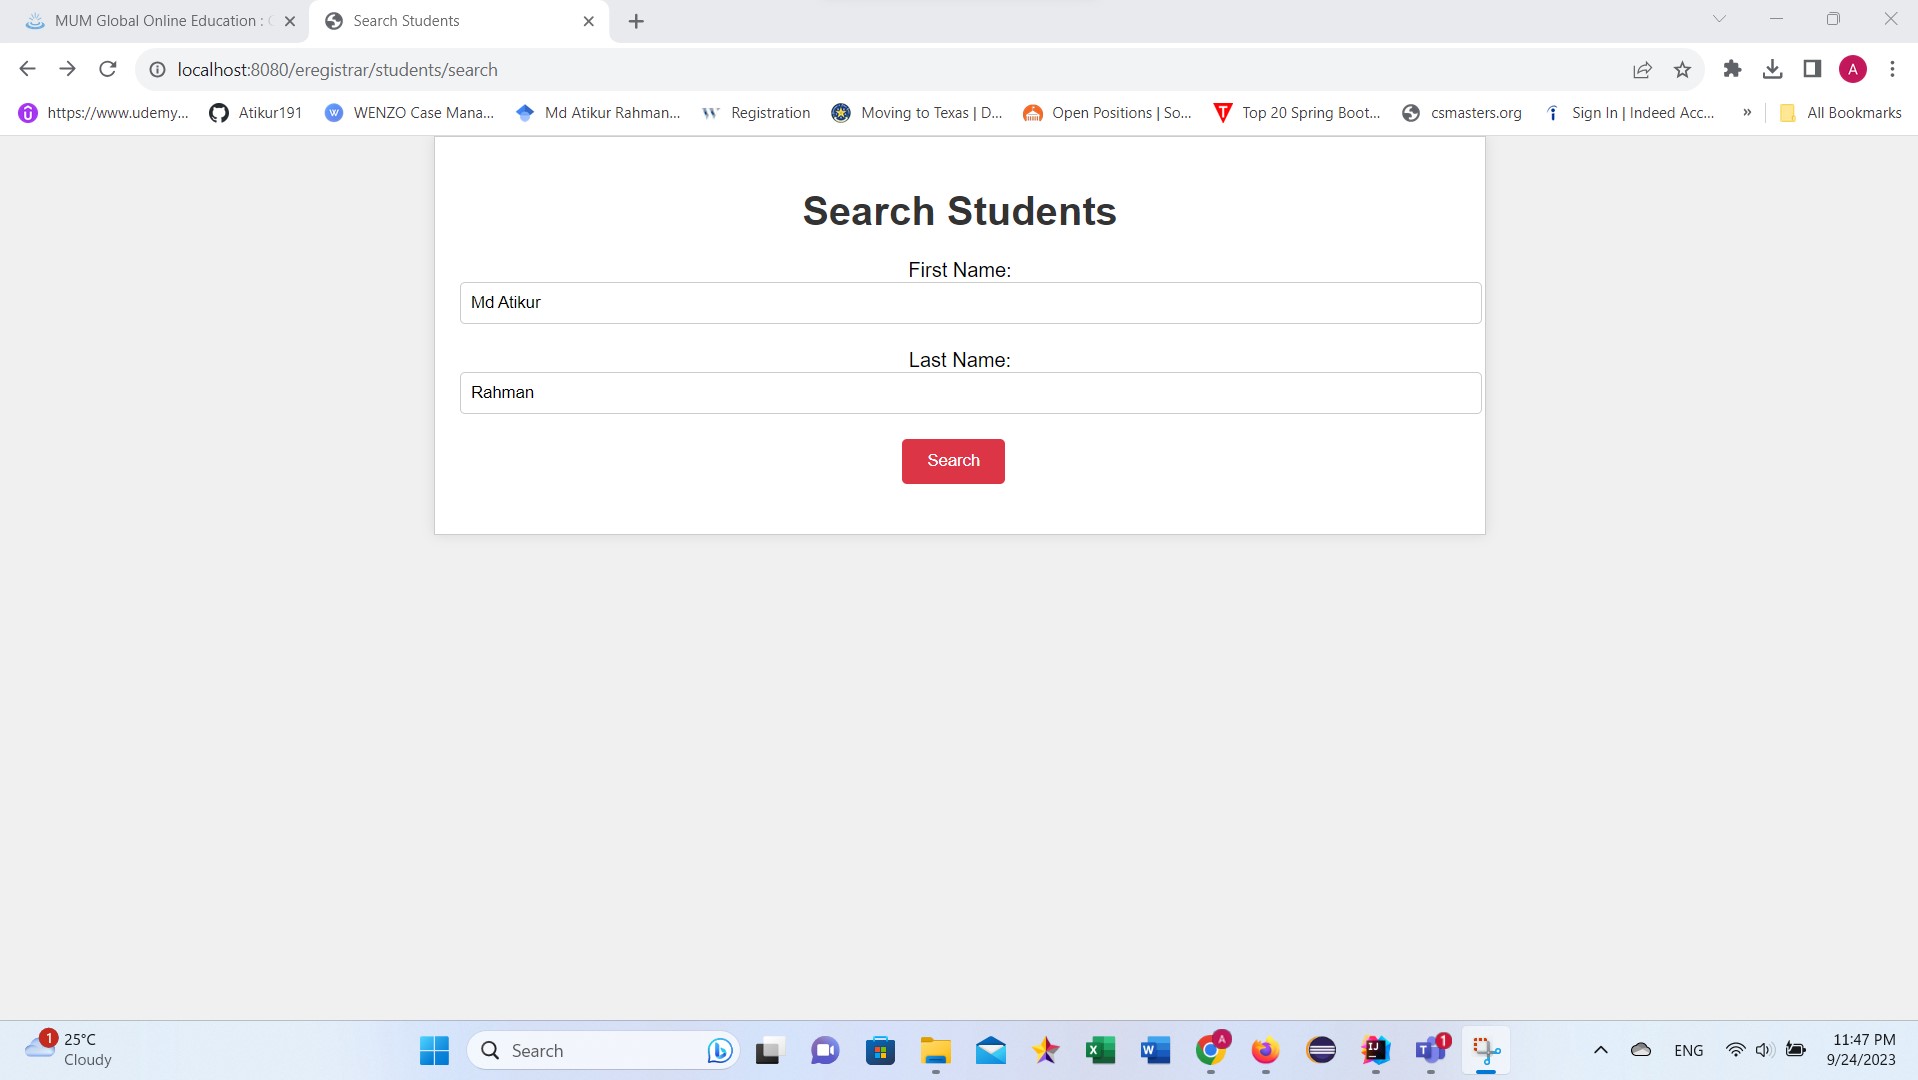 MUM Global Online Education :
Search Students
localhost:8080/eregistrar/students/search
A
https://www.udemy...
Atikur191
WENZO Case Mana...
Md Atikur Rahman...
Registration
Moving to Texas | D...
Open Positions | So...
Top 20 Spring Boot...
csmasters.org
Sign In | Indeed Acc...
»
All Bookmarks
Search Students
First Name:
Md Atikur
Last Name:
Rahman
Search
1
25°C
Cloudy
Search
A
1
ENG
11:47 PM
9/24/2023